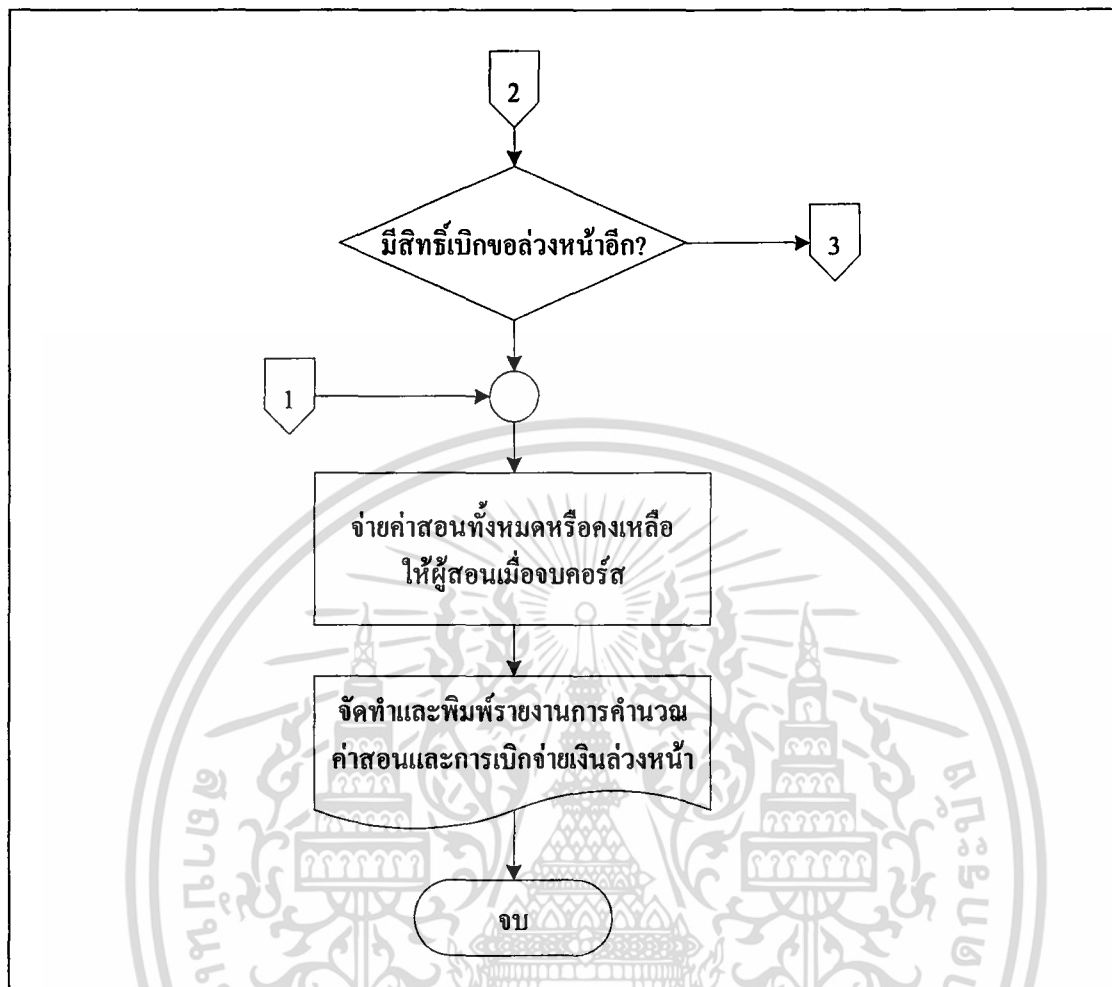 2
มีสิทธิ์เบิกขอล่วงหน้าอีก?
3
1
จ่ายค่าสอนทั้งหมดหรือคงเหลือ
ให้ผู้สอนเมื่อจบคอร์ส
จัดทำและพิมพ์รายงานการคำนวณ
ค่าสอนและการเบิกจ่ายเงินล่วงหน้า
จบ